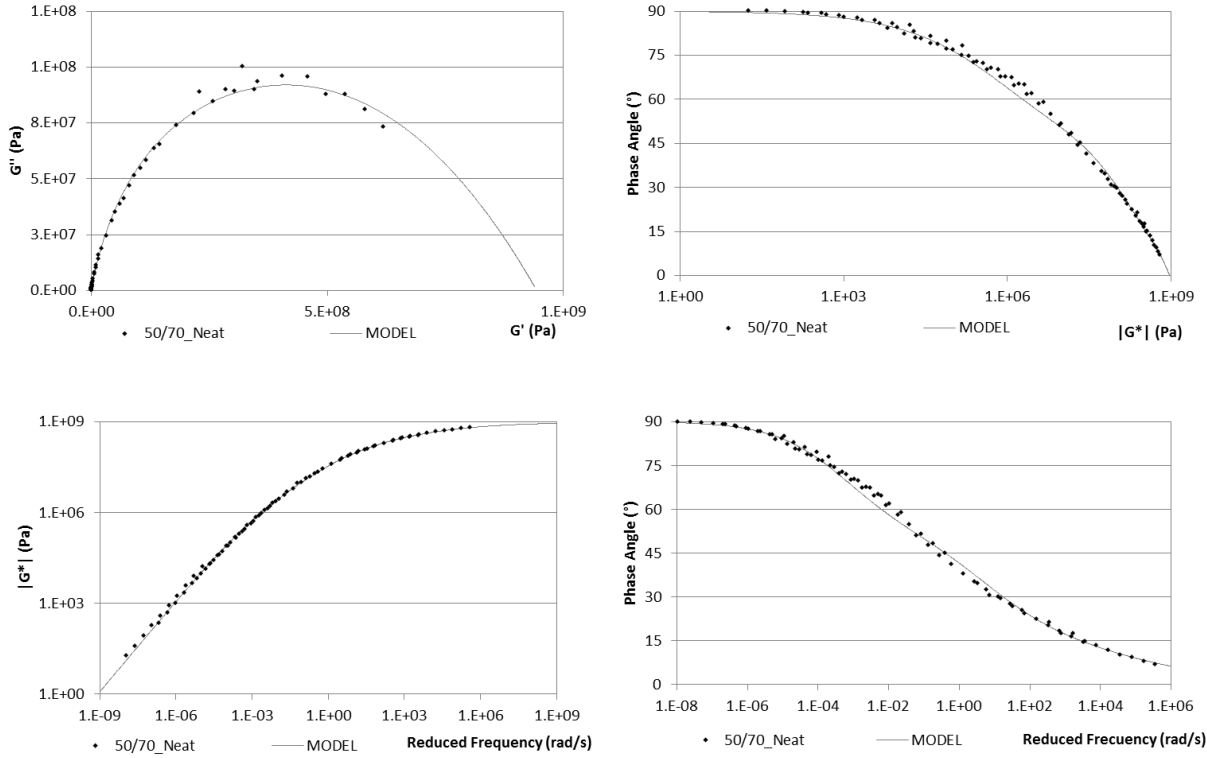 1.E+08
1.E+08
8.E+07
5.E+07
3.E+07
0.E+00
G'' (Pa)
0.E+00
5.E+08
1.E+09
G' (Pa)
50/70_Neat
MODEL
90
75
60
45
30
15
0
Phase Angle (°)
1.E+00
1.E+03
1.E+06
1.E+09
|G*| (Pa)
50/70_Neat
MODEL
1.E+09
1.E+06
1.E+03
1.E+00
|G*| (Pa)
1.E-09
1.E-06
1.E-03
1.E+00
1.E+03
1.E+06
1.E+09
50/70_Neat
MODEL
Reduced Frequency (rad/s)
90
75
60
45
30
15
0
Phase Angle (°)
1.E-08
1.E-06
1.E-04
1.E-02
1.E+00
1.E+02
1.E+04
1.E+06
50/70_Neat
MODEL
Reduced Frecuency (rad/s)